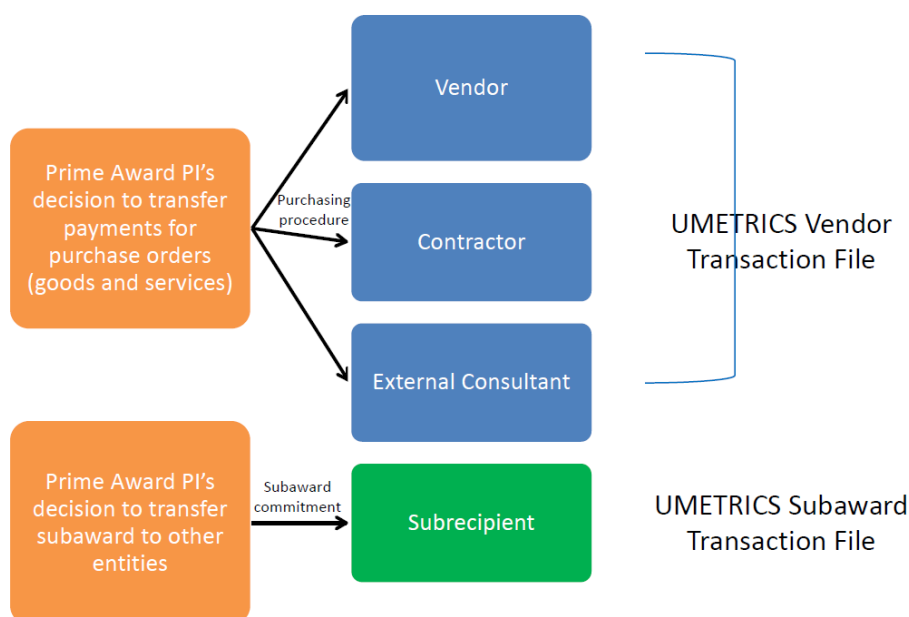 Prime Award PI's
decision to transfer
payments for
purchase orders
(goods and services)
Purchasing
procedure
Vendor
Contractor
External Consultant
UMETRICS Vendor
Transaction File
Prime Award PI's
decision to transfer
subaward to other
entities
Subaward
commitment
Subrecipient
UMETRICS Subaward
Transaction File